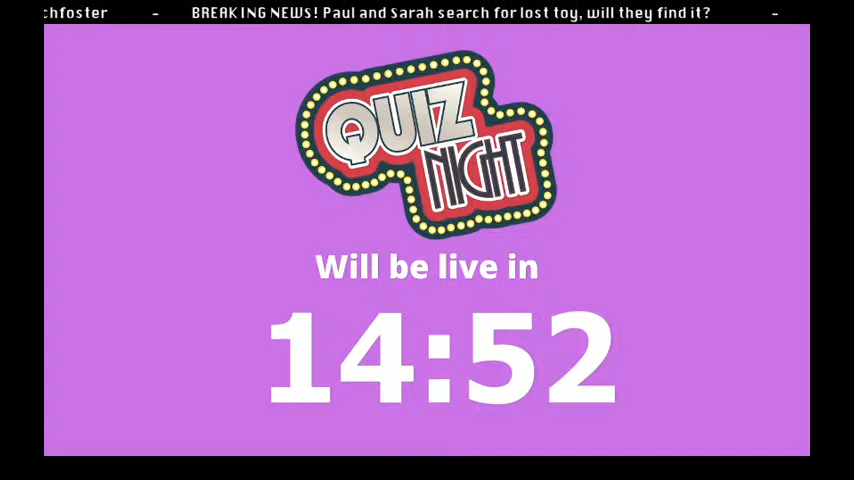 chfoster - BREAKING NEWS! Paul and Sarah search for lost toy, will they find it? -
QUIZ
NIGHT
Will be live in
14:52